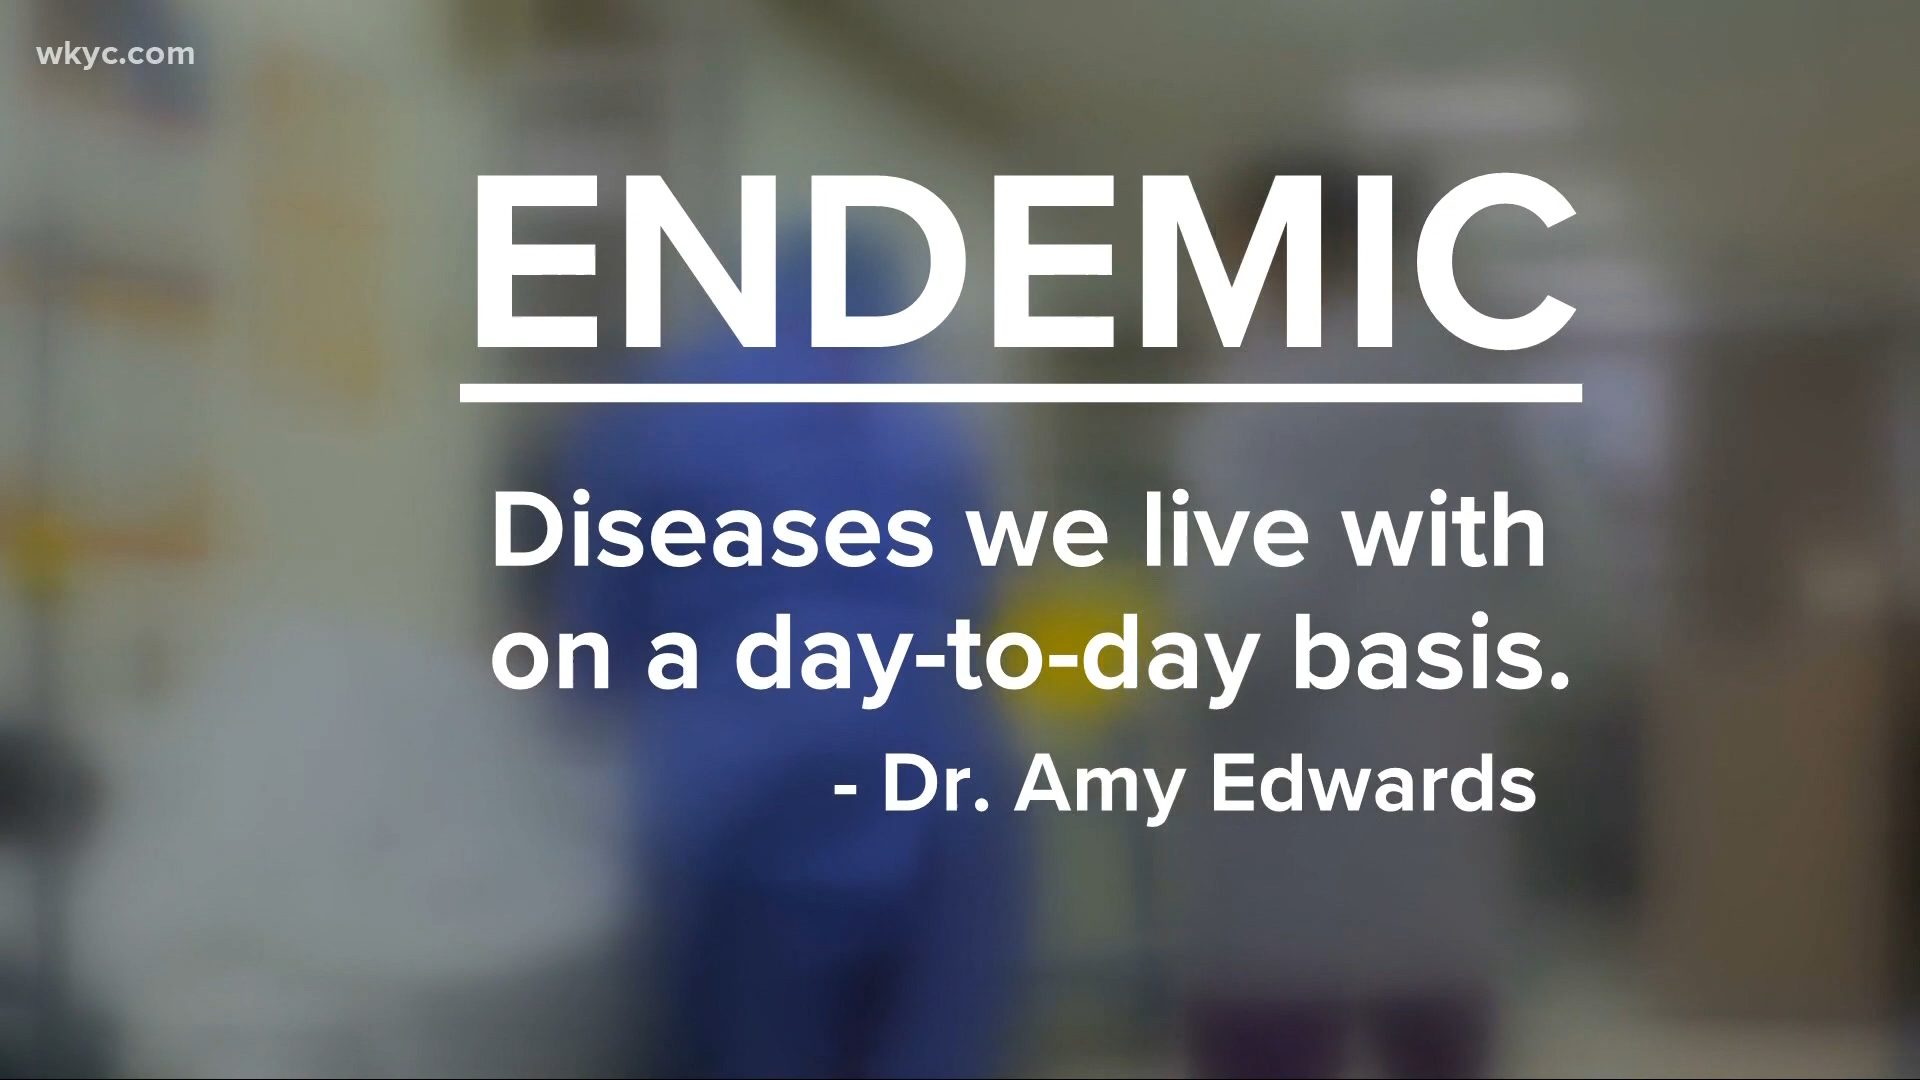 wkyc.com
ENDEMIC
Diseases we live with
on a day-to-day basis.
- Dr. Amy Edwards